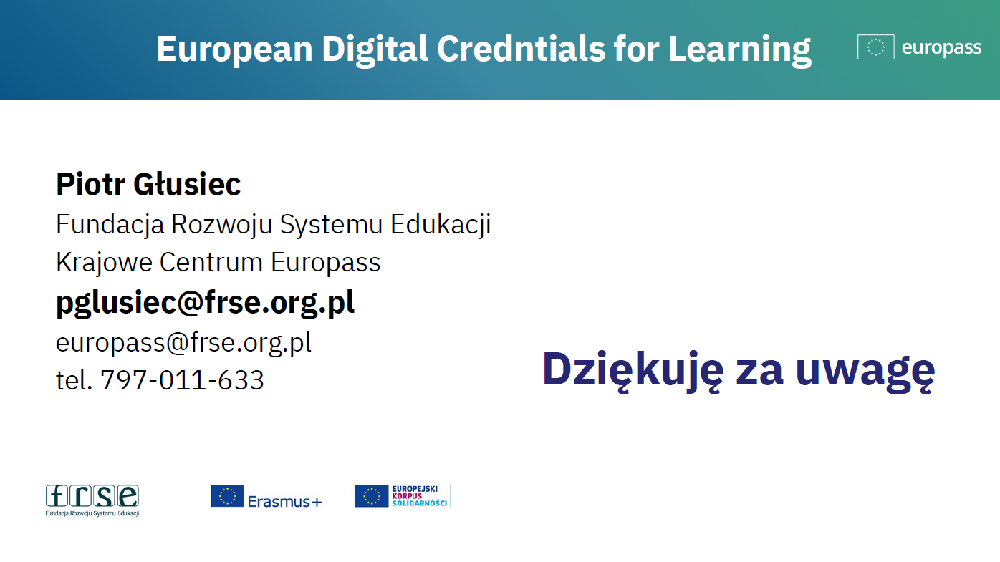 European Digital Credntials for Learning
europass
Piotr Głusiec
Fundacja Rozwoju Systemu Edukacji
Krajowe Centrum Europass
pglusiec@frse.org.pl
europass@frse.org.pl
tel. 797-011-633
Dziękuję za uwagę
frse
Fundacja Rozwoju Systemu Edukacji
Erasmus+
EUROPEJSKI
KORPUS
SOLIDARNOŚCI